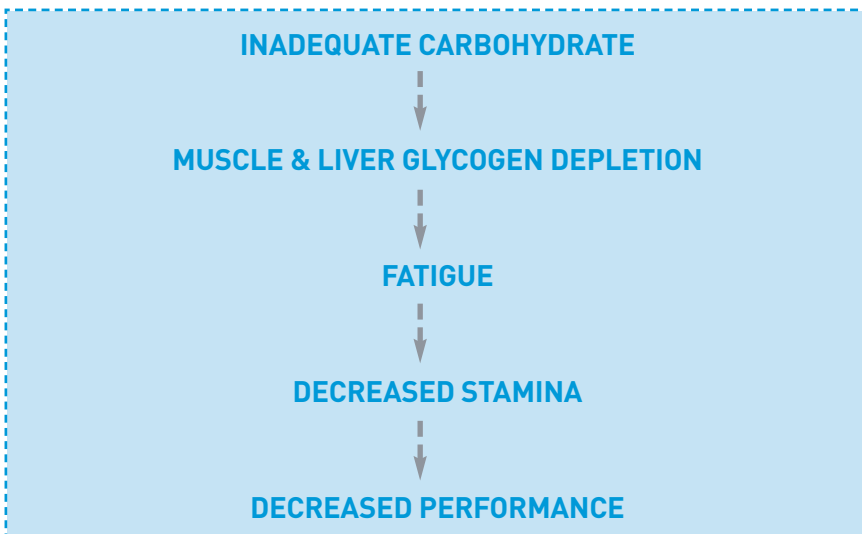 INADEQUATE CARBOHYDRATE
MUSCLE & LIVER GLYCOGEN DEPLETION
FATIGUE
DECREASED STAMINA
DECREASED PERFORMANCE